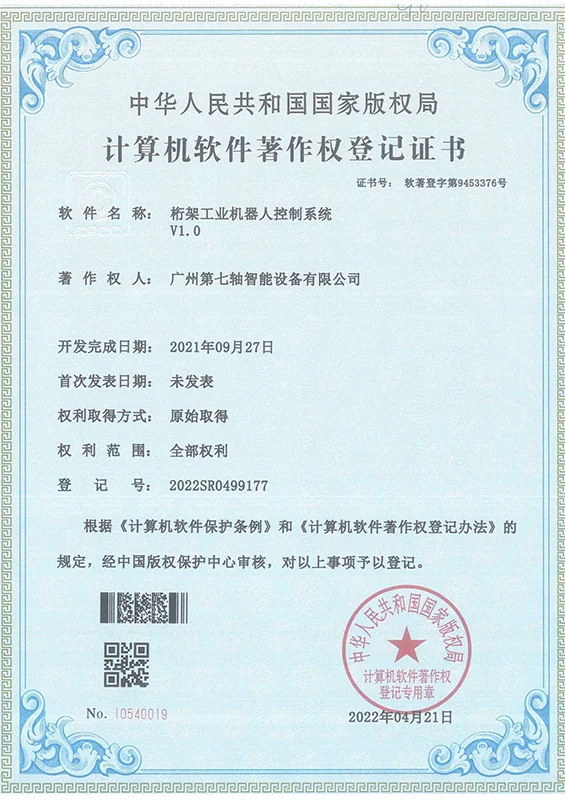 中华人民共和国国家版权局
计算机软件著作权登记证书
证书号： 软著登字第9453376号
软件名称： 桁架工业机器人控制系统
V1.0
著作权人： 广州第七轴智能设备有限公司
开发完成日期： 2021年09月27日
首次发表日期： 未发表
权利取得方式： 原始取得
权利范围： 全部权利
登记号： 2022SR0499177
根据《计算机软件保护条例》和《计算机软件著作权登记办法》的
规定，经中国版权保护中心审核，对以上事项予以登记。
中华人民共和国国家版权局
计算机软件著作权
登记专用章
No. 10540019
2022年04月21日